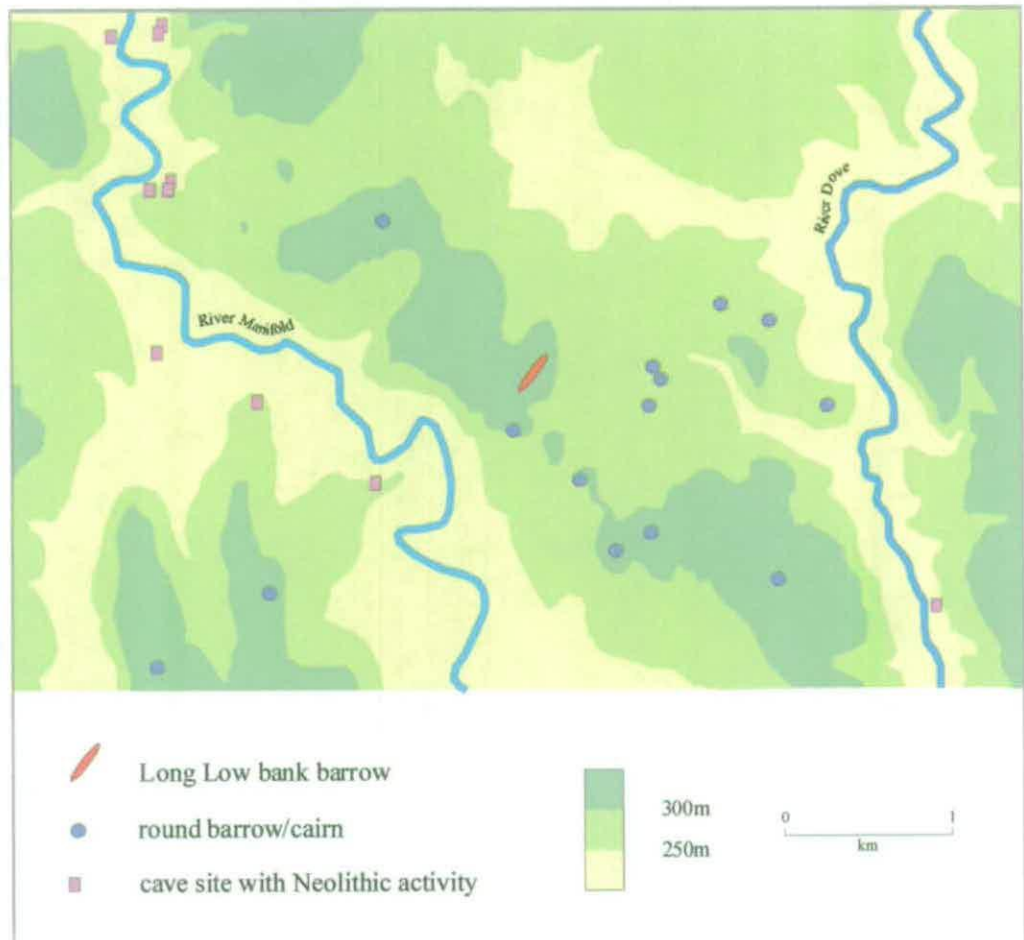 River Dove
River Manifold
Long Low bank barrow
round barrow/cairn
cave site with Neolithic activity
300m
250m
0 1
km